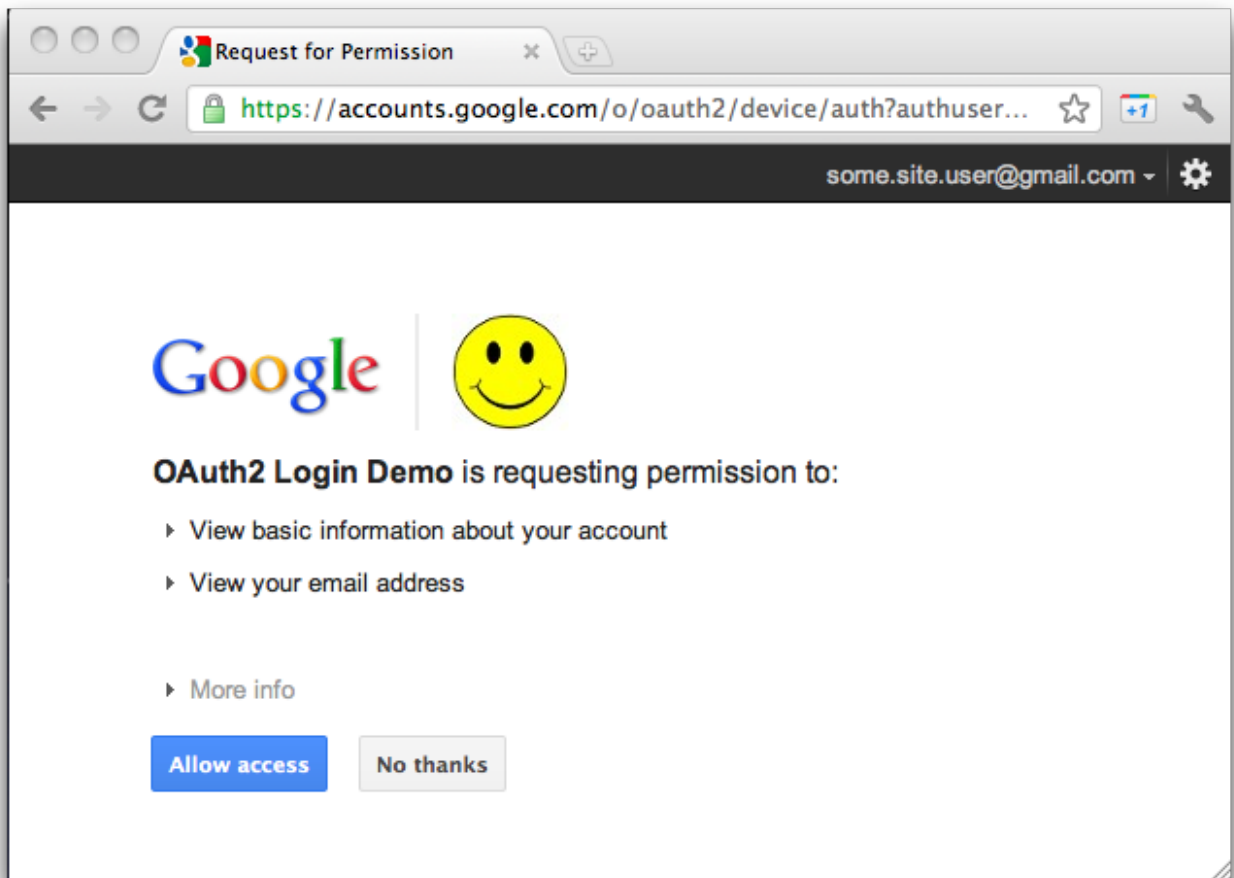 Request for Permission
https://accounts.google.com/o/oauth2/device/auth?authuser...
+1
some.site.user@gmail.com
Google
OAuth2 Login Demo is requesting permission to:
View basic information about your account
View your email address
More info
Allow access
No thanks